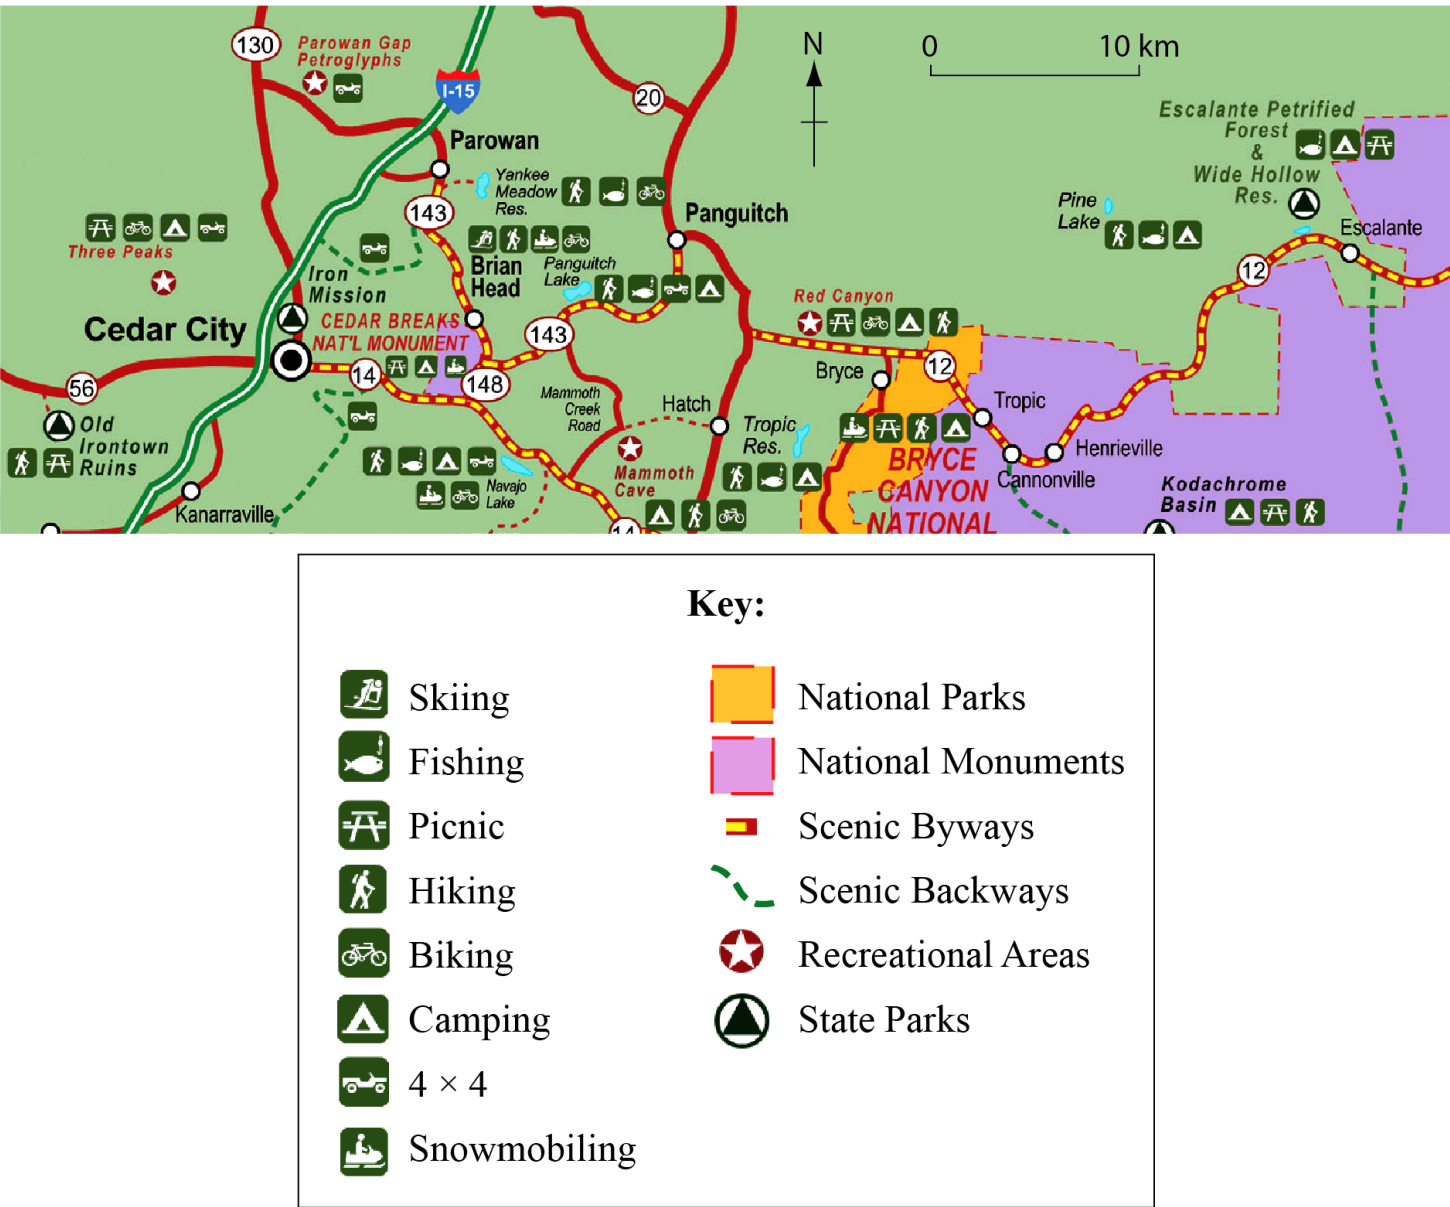 130
Parowan Gap
Petroglyphs
I-15
20
N
0
10 km
Escalante Petrified
Forest
&
Wide Hollow
Res.
Parowan
Yankee
Meadow
Res.
143
Panguitch
Pine
Lake
Escalante
Three Peaks
Brian
Head
Panguitch
Lake
12
Iron
Mission
Cedar City
CEDAR BREAKS
NAT'L MONUMENT
143
Red Canyon
56
14
148
Bryce
12
Mammoth
Creek
Road
Hatch
Tropic
Res.
Tropic
Old
Irontown
Ruins
Mammoth
Cave
Henrieville
Cannonville
BRYCE
CANYON
NATIONAL
Navajo
Lake
Kodachrome
Basin
Kanarraville
14
Key:
Skiing
National Parks
Fishing
National Monuments
Picnic
Scenic Byways
Hiking
Scenic Backways
Biking
Recreational Areas
Camping
State Parks
4 × 4
Snowmobiling